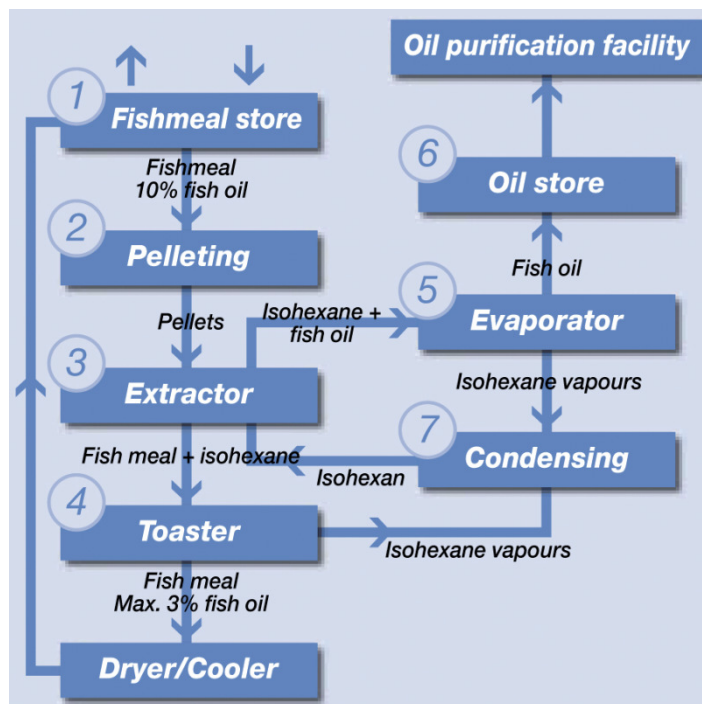 1
Fishmeal store
Fishmeal
10% fish oil
2
Pelleting
Pellets
3
Extractor
Fish meal + isohexane
4
Toaster
Fish meal
Max. 3% fish oil
Dryer/Cooler
Oil purification facility
6
Oil store
Fish oil
5
Evaporator
Isohexane +
fish oil
Isohexane vapours
7
Condensing
Isohexan
Isohexane vapours